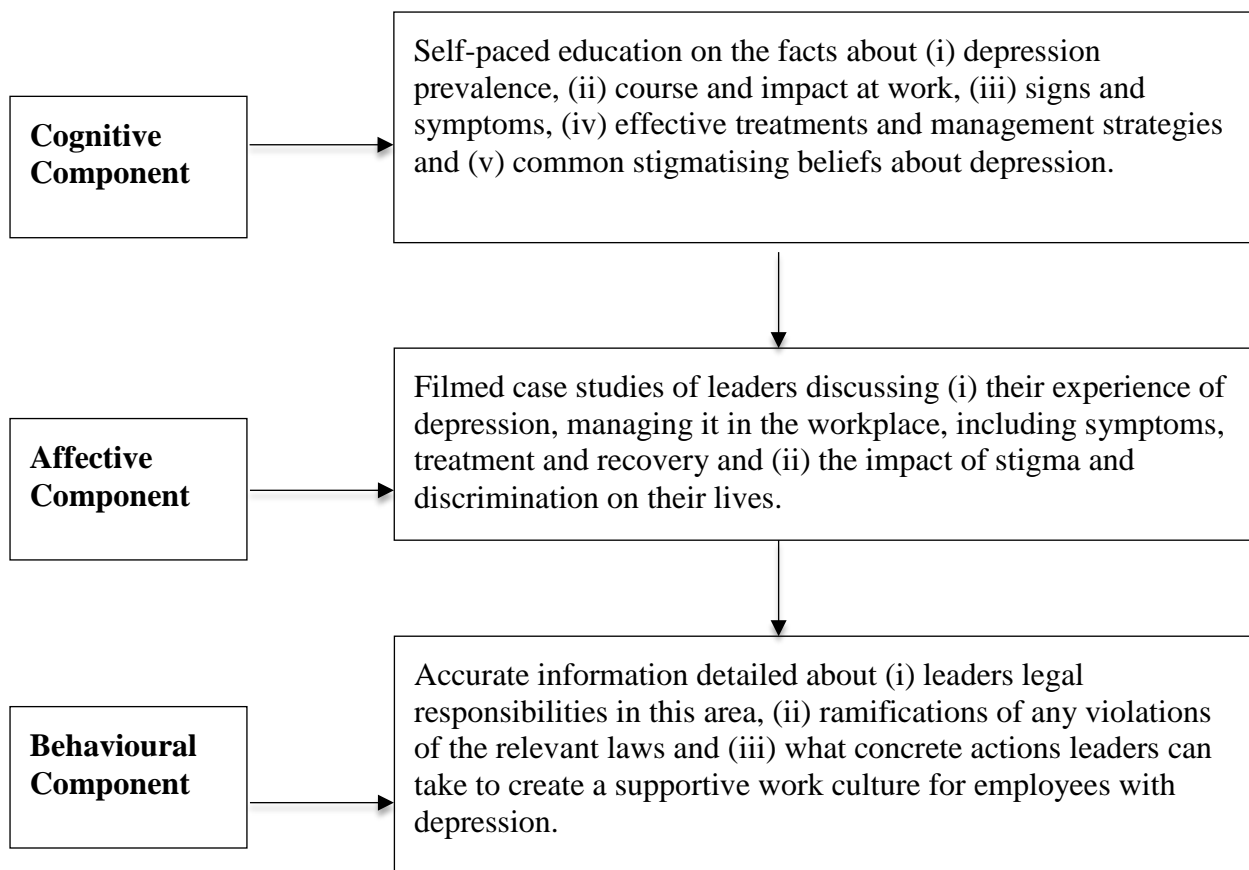 Cognitive
Component
Self-paced education on the facts about (i) depression
prevalence, (ii) course and impact at work, (iii) signs and
symptoms, (iv) effective treatments and management strategies
and (v) common stigmatising beliefs about depression.
Affective
Component
Filmed case studies of leaders discussing (i) their experience of
depression, managing it in the workplace, including symptoms,
treatment and recovery and (ii) the impact of stigma and
discrimination on their lives.
Behavioural
Component
Accurate information detailed about (i) leaders legal
responsibilities in this area, (ii) ramifications of any violations
of the relevant laws and (iii) what concrete actions leaders can
take to create a supportive work culture for employees with
depression.